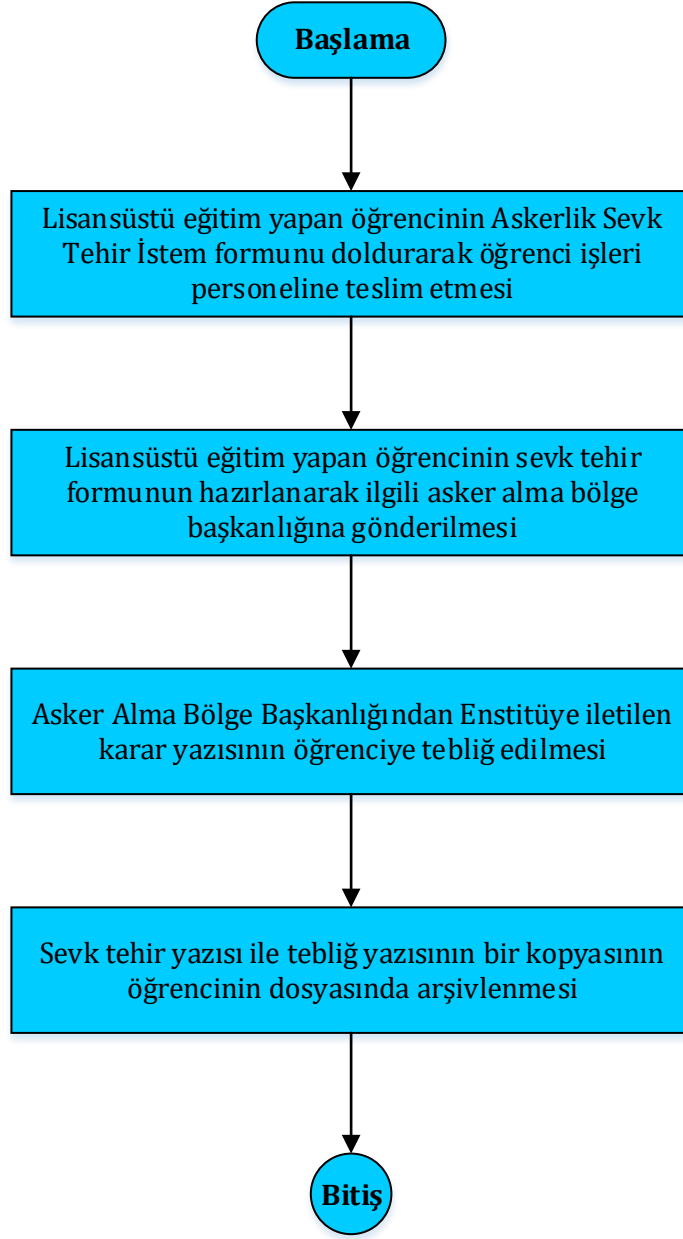 Başlama
Lisansüstü eğitim yapan öğrencinin Askerlik Sevk
Tehir İstem formunu doldurarak öğrenci işleri
personeline teslim etmesi
Lisansüstü eğitim yapan öğrencinin sevk tehir
formunun hazırlanarak ilgili asker alma bölge
başkanlığına gönderilmesi
Asker Alma Bölge Başkanlığından Enstitüye iletilen
karar yazısının öğrenciye tebliğ edilmesi
Sevk tehir yazısı ile tebliğ yazısının bir kopyasının
öğrencinin dosyasında arşivlenmesi
Bitiş